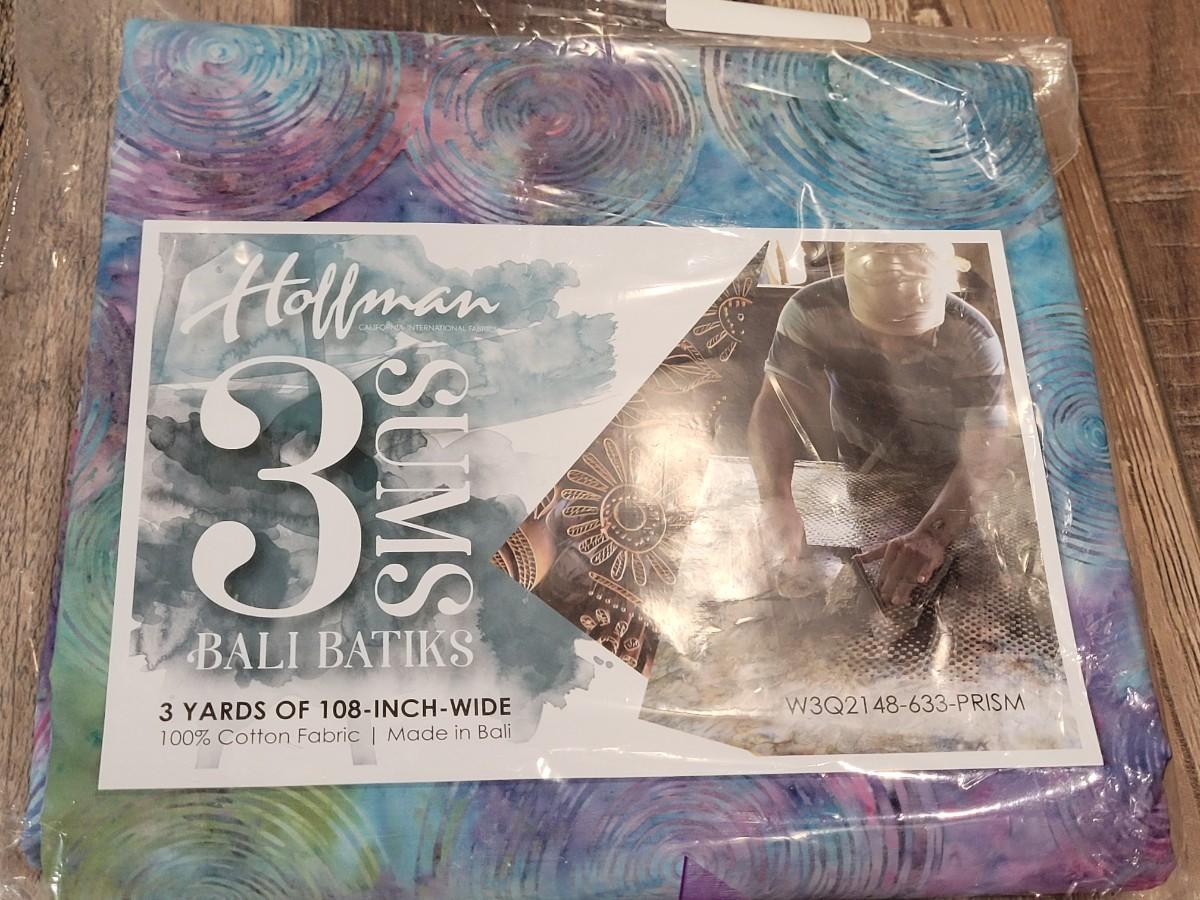 Hoffman
CALIFORNIA-INTERNATIONAL FABRICS
3 SUMS
BALI BATIKS
3 YARDS OF 108-INCH-WIDE
100% Cotton Fabric | Made in Bali
W3Q2148-633-PRISM